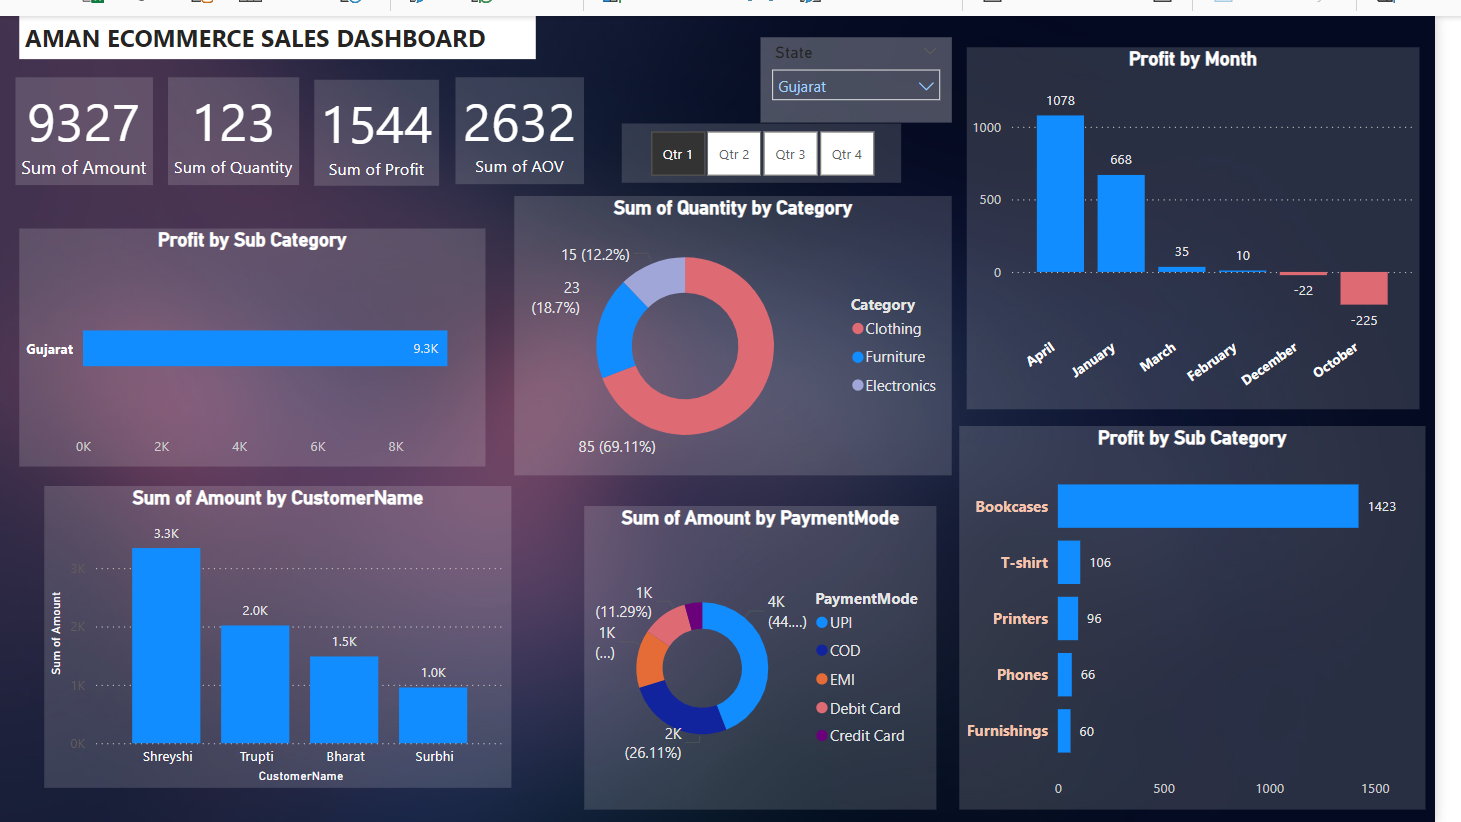 AMAN ECOMMERCE SALES DASHBOARD
9327
Sum of Amount
123
Sum of Quantity
1544
Sum of Profit
2632
Sum of AOV
State
Gujarat
Qtr 1
Qtr 2
Qtr 3
Qtr 4
Profit by Month
1000
500
0
1078
668
35
10
-22
-225
April
January
March
February
December
October
Profit by Sub Category
Gujarat
9.3K
0K
2K
4K
6K
8K
Sum of Quantity by Category
15 (12.2%)
23
(18.7%)
85 (69.11%)
Category
Clothing
Furniture
Electronics
Sum of Amount by CustomerName
Sum of Amount
3K
2K
1K
0K
3.3K
2.0K
1.5K
1.0K
Shreyshi
Trupti
Bharat
Surbhi
CustomerName
Sum of Amount by PaymentMode
1K
(11.29%)
1K
(...)
4K
(44....)
2K
(26.11%)
PaymentMode
UPI
COD
EMI
Debit Card
Credit Card
Profit by Sub Category
Bookcases
1423
T-shirt
106
Printers
96
Phones
66
Furnishings
60
0
500
1000
1500